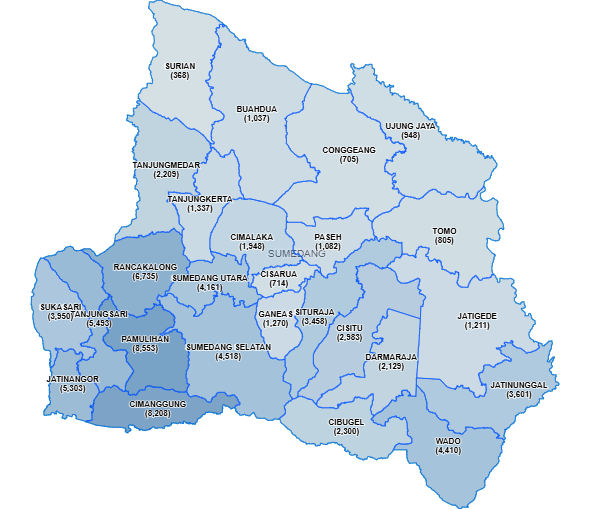 SURIAN
(368)
BUAHDUA
(1,037)
UJUNG JAYA
(948)
CONGGEANG
(705)
TANJUNGMEDAR
(2,209)
TANJUNGKERTA
(1,337)
CIMALAKA
(1,948)
PASEH
(1,082)
TOMO
(805)
SUMEDANG
RANCAKALONG
(6,735)
SUMEDANG UTARA
(4,161)
CISARUA
(714)
SUKASARI
(3,950)
TANJUNGSARI
(5,493)
GANEAS
(1,270)
SITURAJA
(3,458)
JATIGEDE
(1,211)
CISITU
(2,583)
PAMULIHAN
(8,553)
SUMEDANG SELATAN
(4,518)
DARMARAJA
(2,129)
JATINANGOR
(5,303)
JATINUNGGAL
(3,601)
CIMANGGUNG
(8,208)
CIBUGEL
(2,300)
WADO
(4,410)